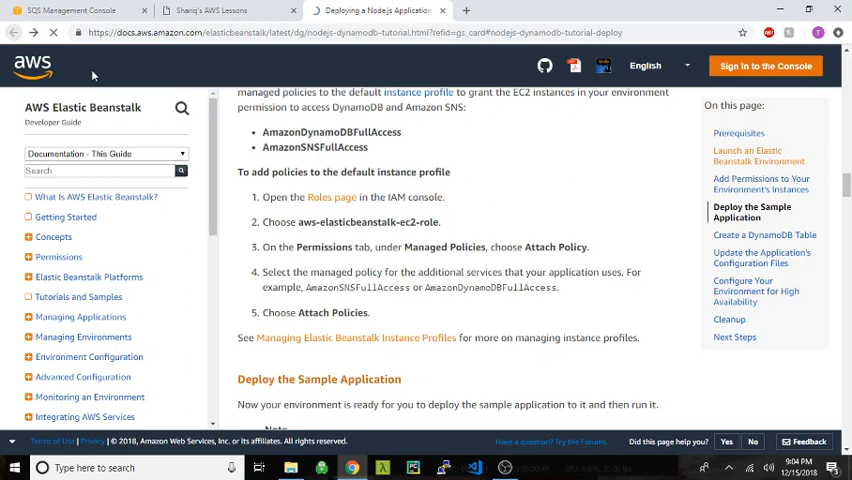 SQS Management Console
Shariq's AWS Lessons
Deploying a Nodejs Application
https://docs.aws.amazon.com/elasticbeanstalk/latest/dg/nodejs-dynamodb-tutorial.html?refid=gs_card#nodejs-dynamodb-tutorial-deploy
T
aws
English
Sign In to the Console
AWS Elastic Beanstalk
Developer Guide
Documentation - This Guide
Search
What Is AWS Elastic Beanstalk?
Getting Started
Concepts
Permissions
Elastic Beanstalk Platforms
Tutorials and Samples
Managing Applications
Managing Environments
Environment Configuration
Advanced Configuration
Monitoring an Environment
Integrating AWS Services
managed policies to the default instance profile to grant the EC2 instances in your environment
permission to access DynamoDB and Amazon SNS:
AmazonDynamoDBFullAccess
AmazonSNSFullAccess
To add policies to the default instance profile
1. Open the Roles page in the IAM console.
2. Choose aws-elasticbeanstalk-ec2-role.
3. On the Permissions tab, under Managed Policies, choose Attach Policy.
4. Select the managed policy for the additional services that your application uses. For
example, AmazonSNSFullAccess or AmazonDynamoDBFullAccess.
5. Choose Attach Policies.
See Managing Elastic Beanstalk Instance Profiles for more on managing instance profiles.
Deploy the Sample Application
Now your environment is ready for you to deploy the sample application to it and then run it.
Note
On this page:
Prerequisites
Launch an Elastic
Beanstalk Environment
Add Permissions to Your
Environment's Instances
Deploy the Sample
Application
Create a DynamoDB Table
Update the Application's
Configuration Files
Configure Your
Environment for High
Availability
Cleanup
Next Steps
Terms of Use | Privacy | © 2018, Amazon Web Services, Inc. or its affiliates. All rights reserved.
Have a question? Try the Forums.
Did this page help you?
Yes
No
Feedback
Type here to search
9:04 PM
12/15/2018